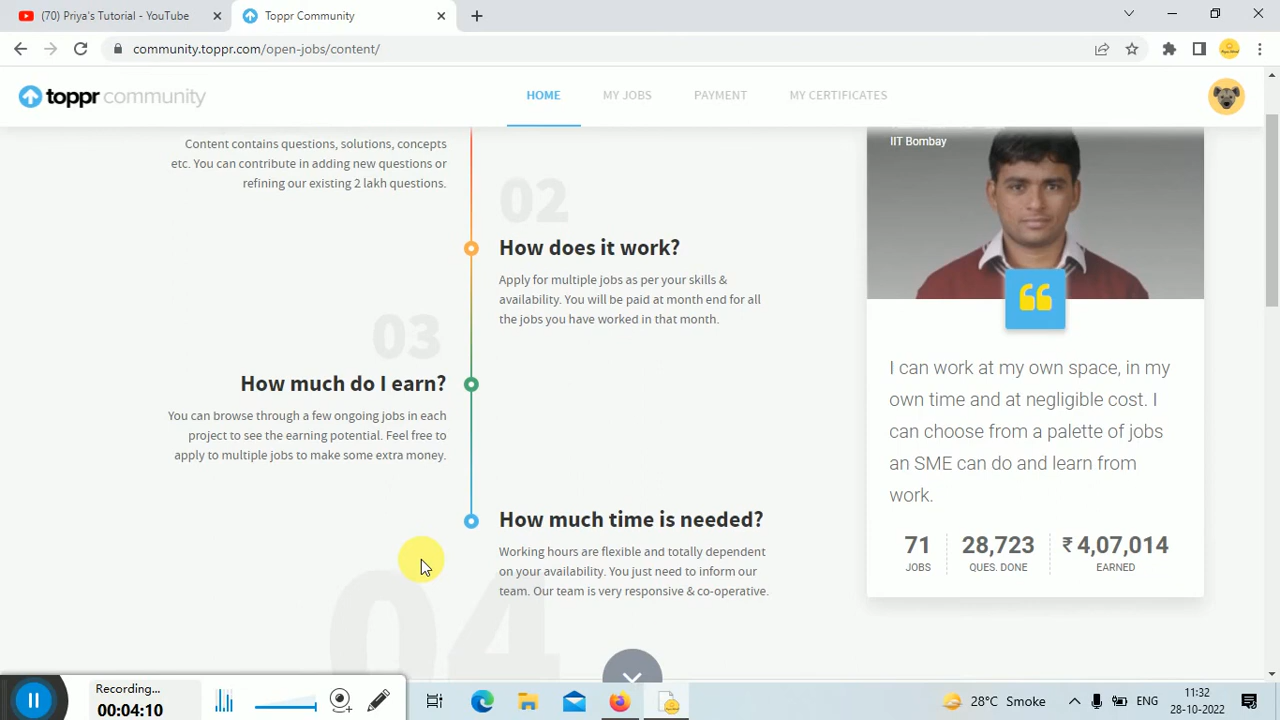 (70) Priya's Tutorial - YouTube
Toppr Community
community.toppr.com/open-jobs/content/
toppr community
HOME
MY JOBS
PAYMENT
MY CERTIFICATES
Content contains questions, solutions, concepts
etc. You can contribute in adding new questions or
refining our existing 2 lakh questions.
02
How does it work?
Apply for multiple jobs as per your skills &
availability. You will be paid at month end for all
the jobs you have worked in that month.
03
How much do I earn?
You can browse through a few ongoing jobs in each
project to see the earning potential. Feel free to
apply to multiple jobs to make some extra money.
04
How much time is needed?
Working hours are flexible and totally dependent
on your availability. You just need to inform our
team. Our team is very responsive & co-operative.
IIT Bombay
I can work at my own space, in my
own time and at negligible cost. I
can choose from a palette of jobs
an SME can do and learn from
work.
71
JOBS
28,723
QUES. DONE
₹ 4,07,014
EARNED
Recording...
00:04:10
28°C Smoke
ENG
11:32
28-10-2022